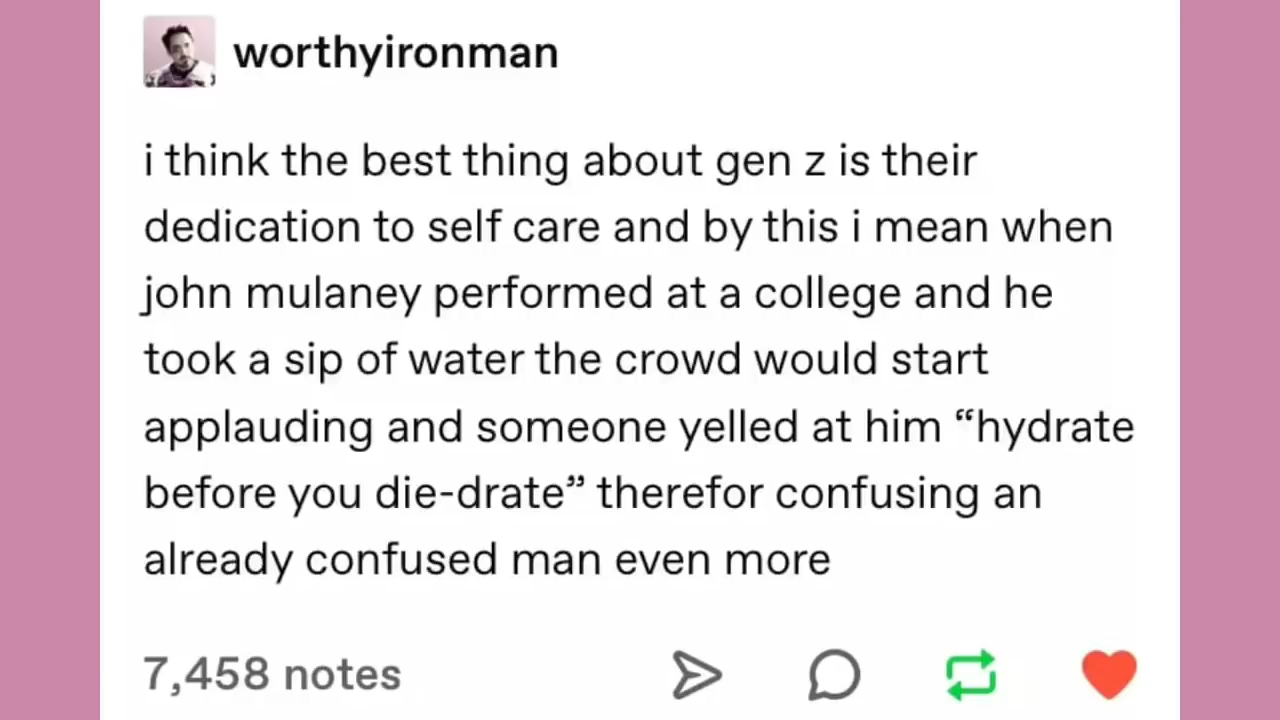 worthyironman
i think the best thing about gen z is their
dedication to self care and by this i mean when
john mulaney performed at a college and he
took a sip of water the crowd would start
applauding and someone yelled at him “hydrate
before you die-drate” therefor confusing an
already confused man even more
7,458 notes